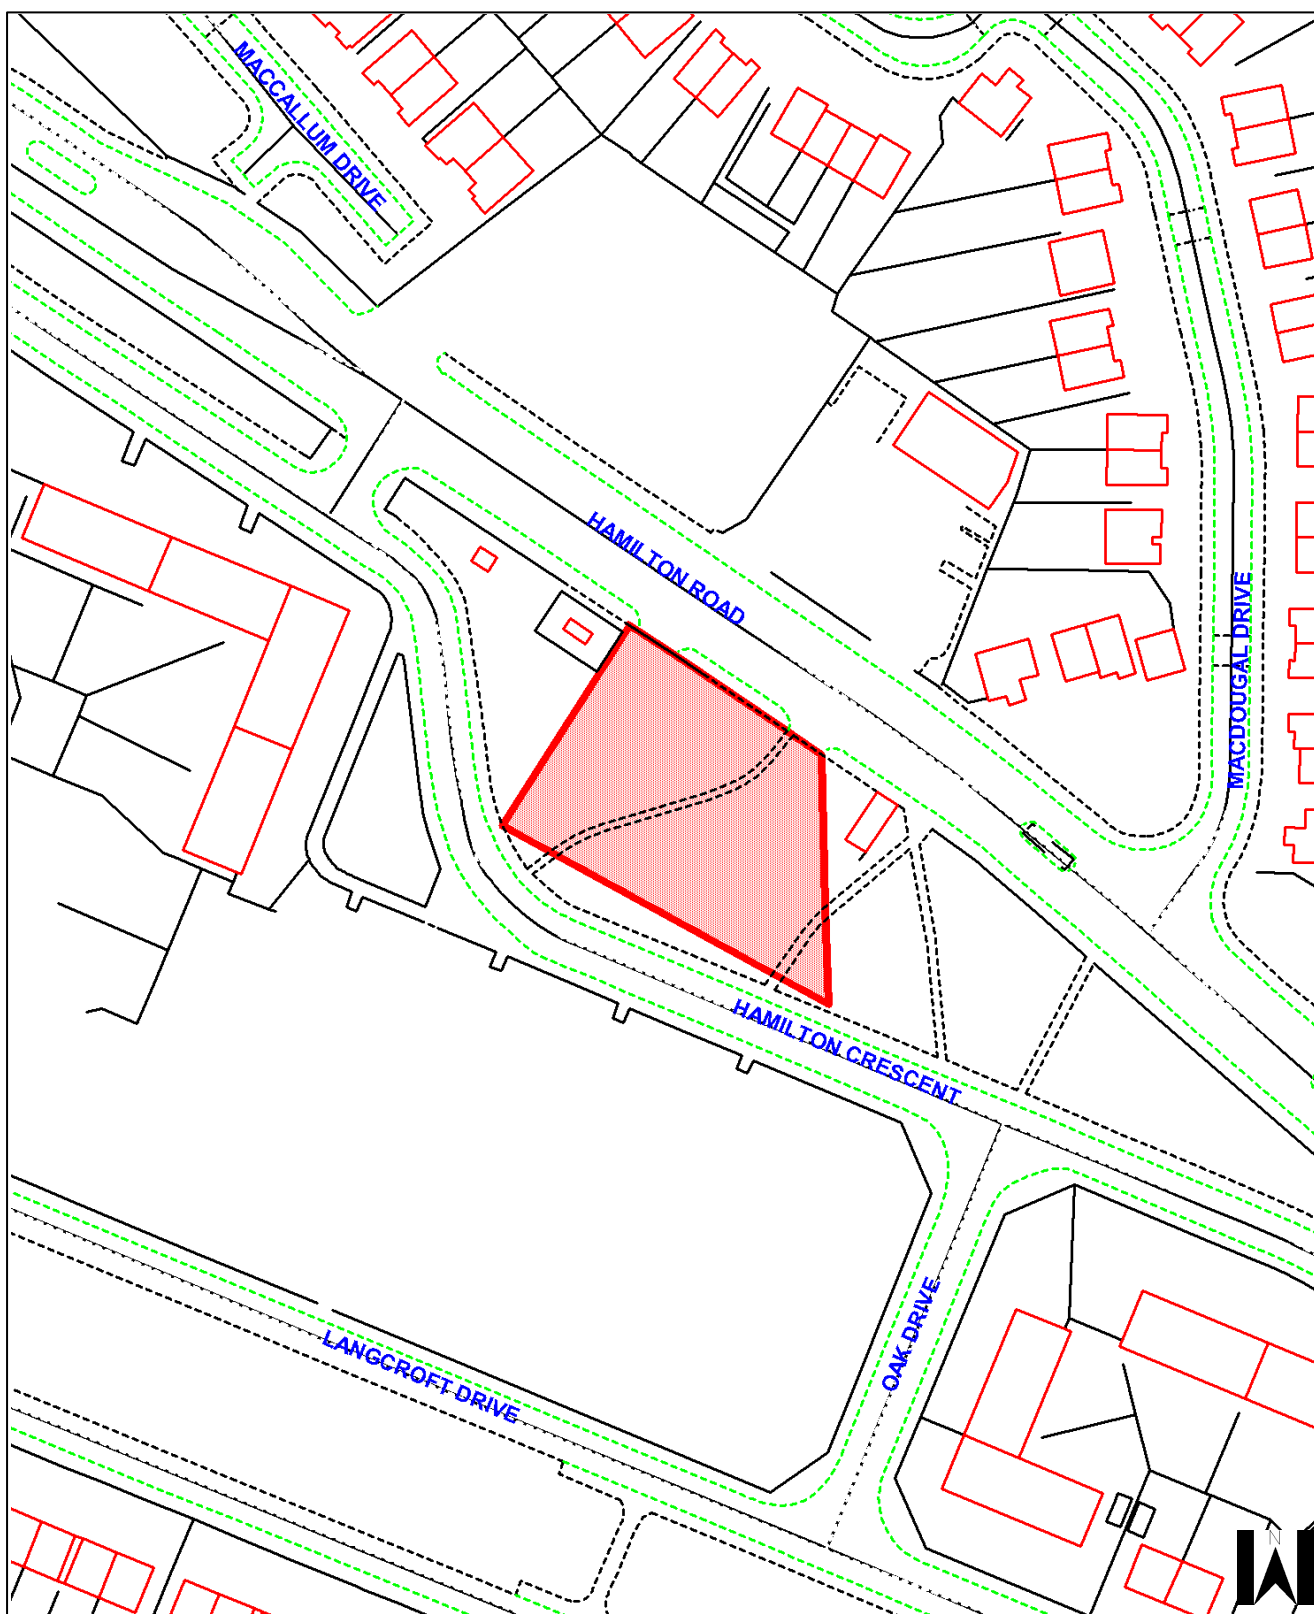 MACCALLUM DRIVE
HAMILTON ROAD
MACDOUGAL DRIVE
HAMILTON CRESCENT
OAK DRIVE
LANGCROFT DRIVE
N